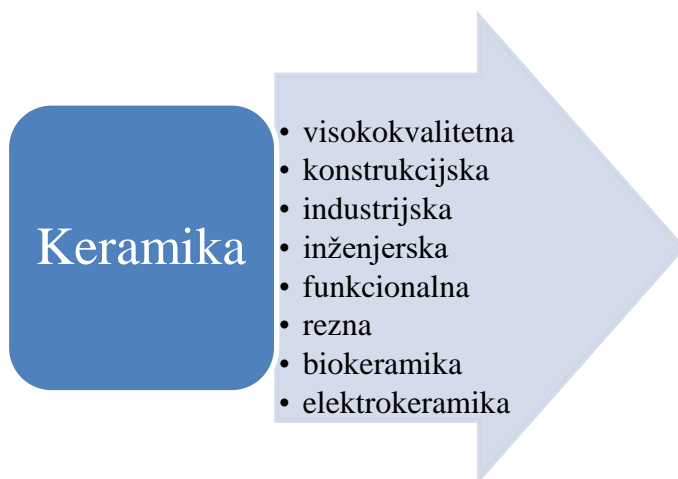 Keramika
• visokokvalitetna
• konstrukcijska
• industrijska
• inženjerska
• funkcionalna
• rezna
• biokeramika
• elektrokeramika